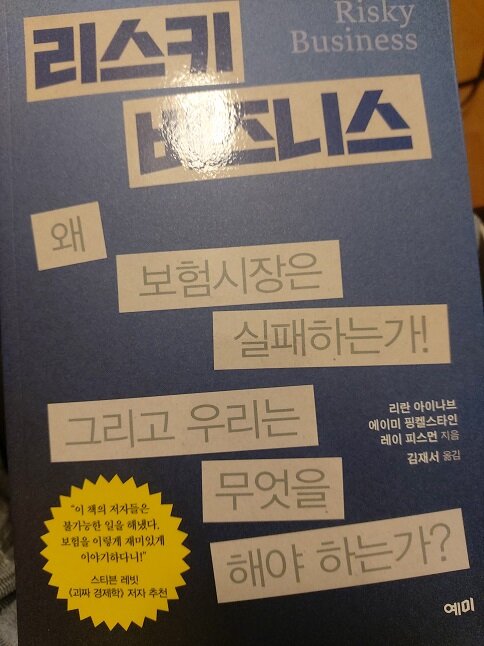 리스키
Risky
Business
비즈니스
왜
보험시장은
실패하는가!
그리고 우리는
무엇을
해야 하는가?
리란 아이나브
에이미 핑켈스타인
레이 피스먼 지음
김재서 옮김
“이 책의 저자들은
불가능한 일을 해냈다.
보험을 이렇게 재미있게
이야기하다니!”
스티븐 레빗
《괴짜 경제학》 저자 추천
예미